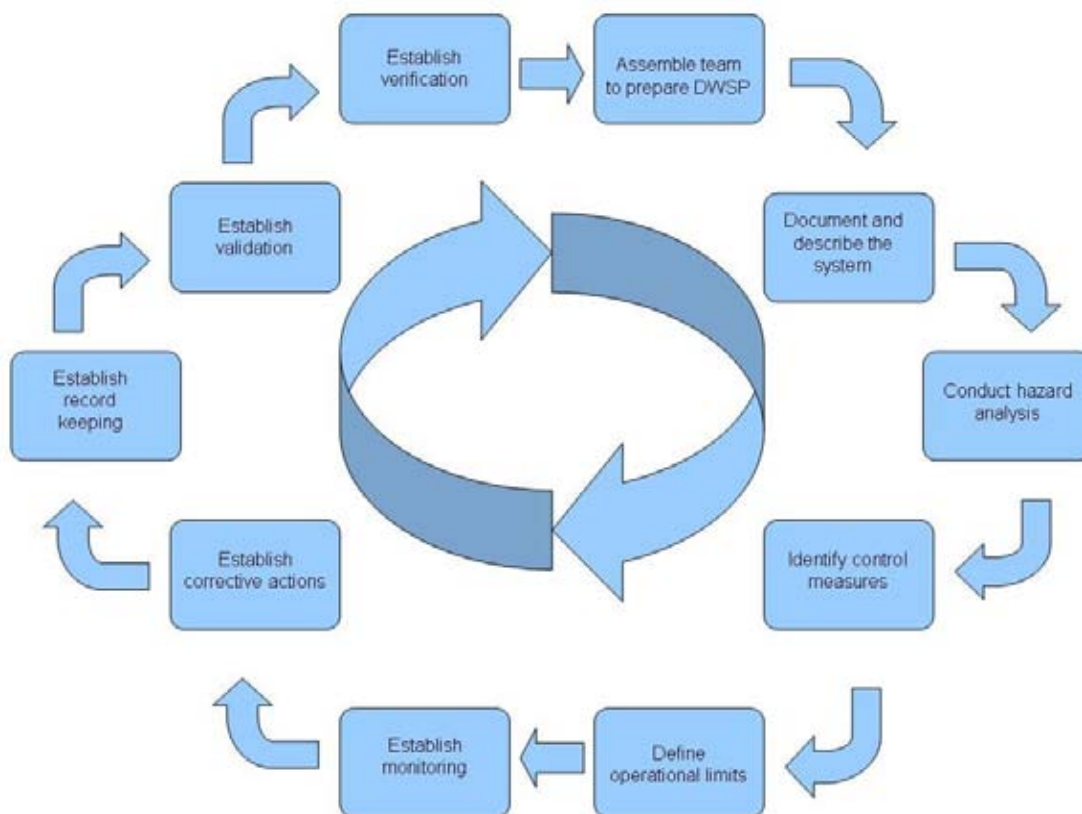 Establish
verification
Assemble team
to prepare DWSP
Document and
describe the
system
Conduct hazard
analysis
Identify control
measures
Define
operational limits
Establish
monitoring
Establish
corrective actions
Establish
record
keeping
Establish
validation